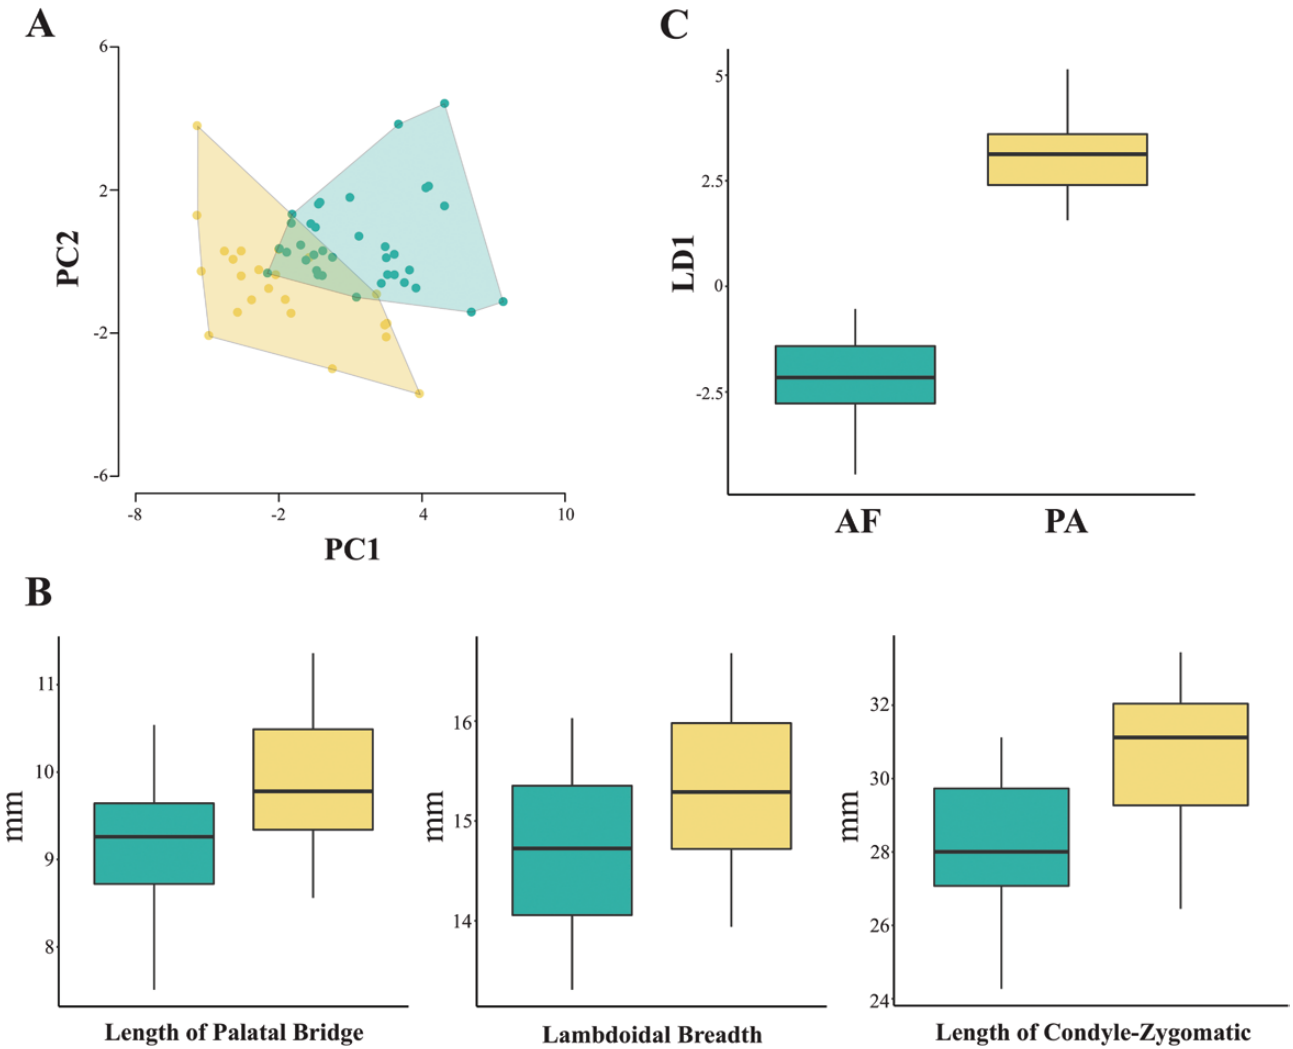 A
6
2
-2
-6
PC2
-8
-2
4
10
PC1
C
5
2.5
0
-2.5
LD1
AF
PA
B
11
10
9
8
mm
Length of Palatal Bridge
16
15
14
mm
Lambdoidal Breadth
32
30
28
26
24
mm
Length of Condyle-Zygomatic